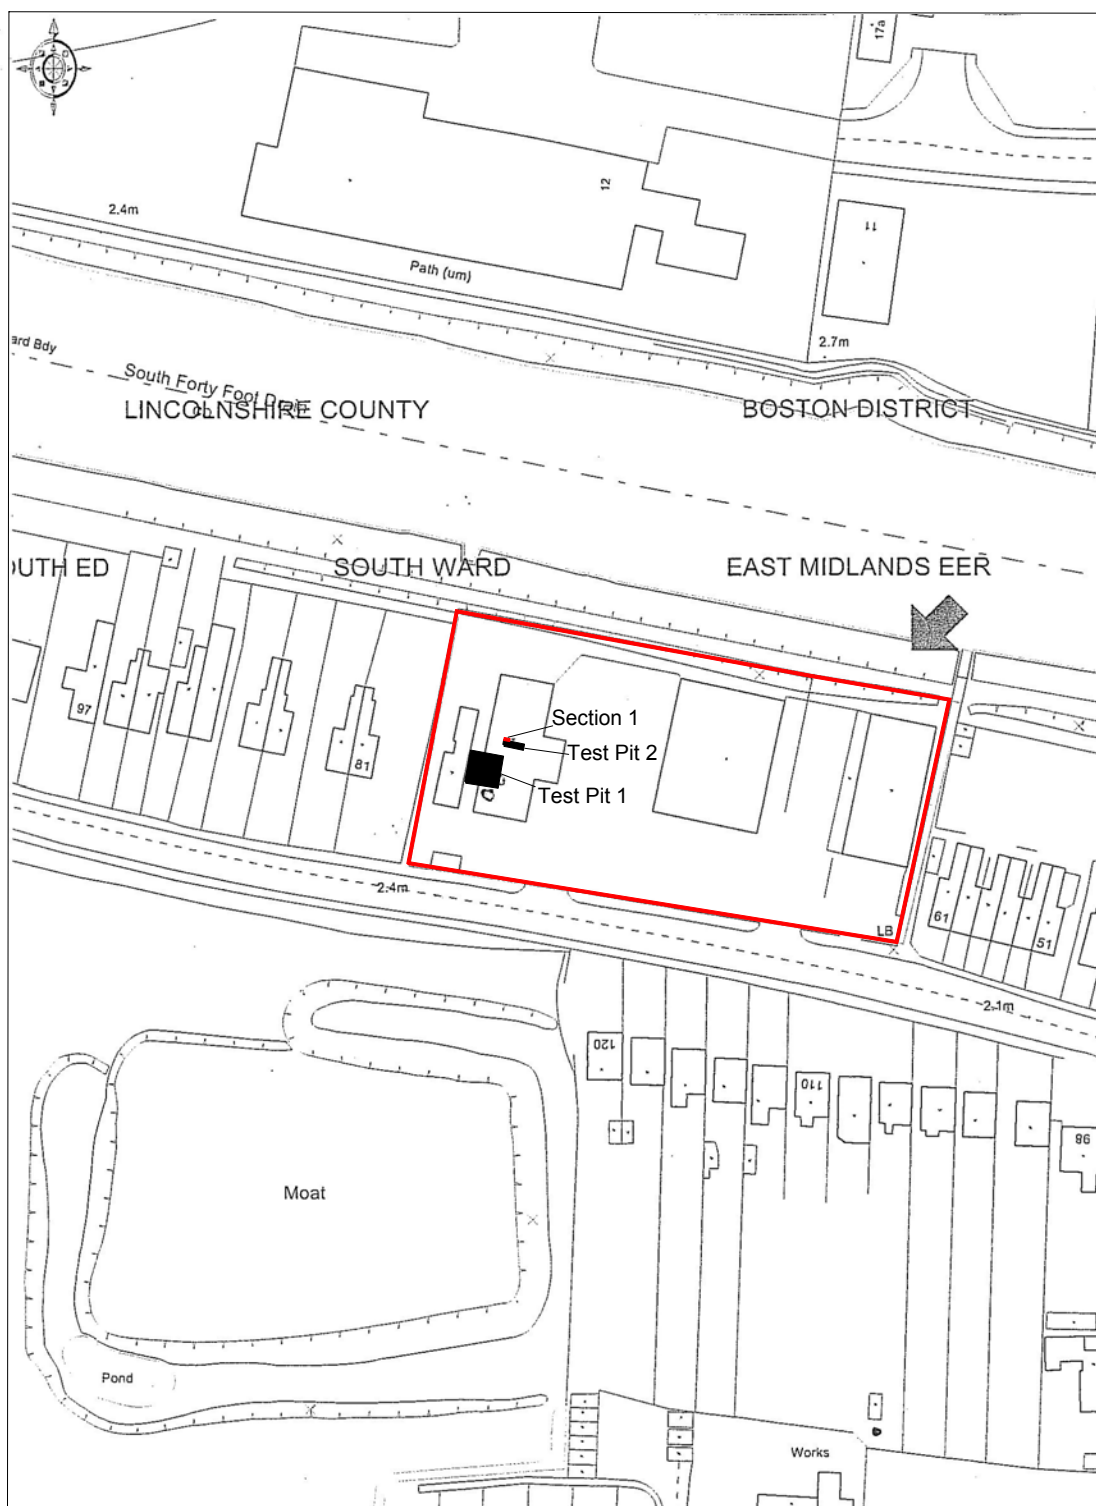 17a
12
11
2.4m
Path (um)
2.7m
ard Bdy
South Forty Foot Drain
LINCOLNSHIRE COUNTY
BOSTON DISTRICT
OUTH ED
SOUTH WARD
EAST MIDLANDS EER
Section 1
Test Pit 2
Test Pit 1
97
81
2.4m
LB
61
51
2.1m
120
110
98
Moat
Pond
Works